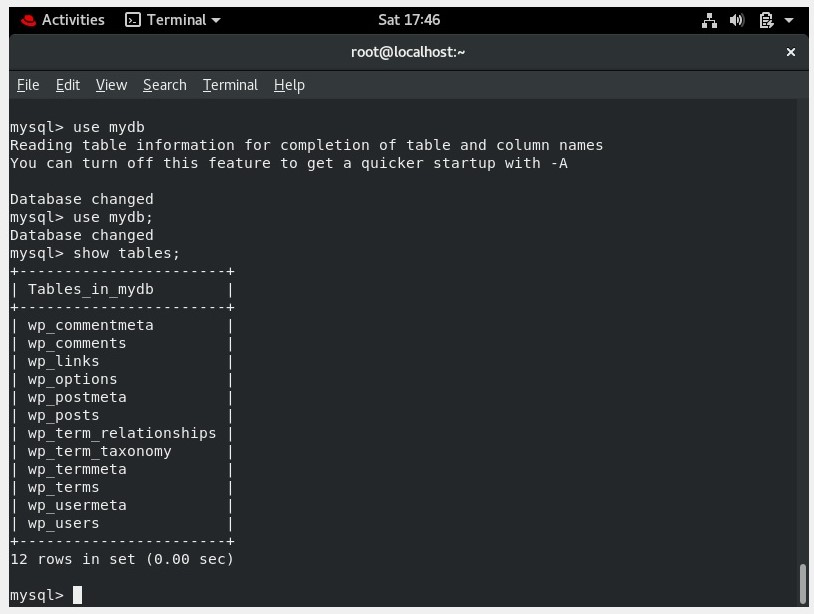 Activities Terminal Sat 17:46
root@localhost:~
File Edit View Search Terminal Help
mysql> use mydb
Reading table information for completion of table and column names
You can turn off this feature to get a quicker startup with -A
Database changed
mysql> use mydb;
Database changed
mysql> show tables;
+-----------------------+
| Tables_in_mydb        |
+-----------------------+
| wp_commentmeta        |
| wp_comments           |
| wp_links              |
| wp_options            |
| wp_postmeta           |
| wp_posts              |
| wp_term_relationships |
| wp_term_taxonomy      |
| wp_termmeta           |
| wp_terms              |
| wp_usermeta           |
| wp_users              |
+-----------------------+
12 rows in set (0.00 sec)
mysql>